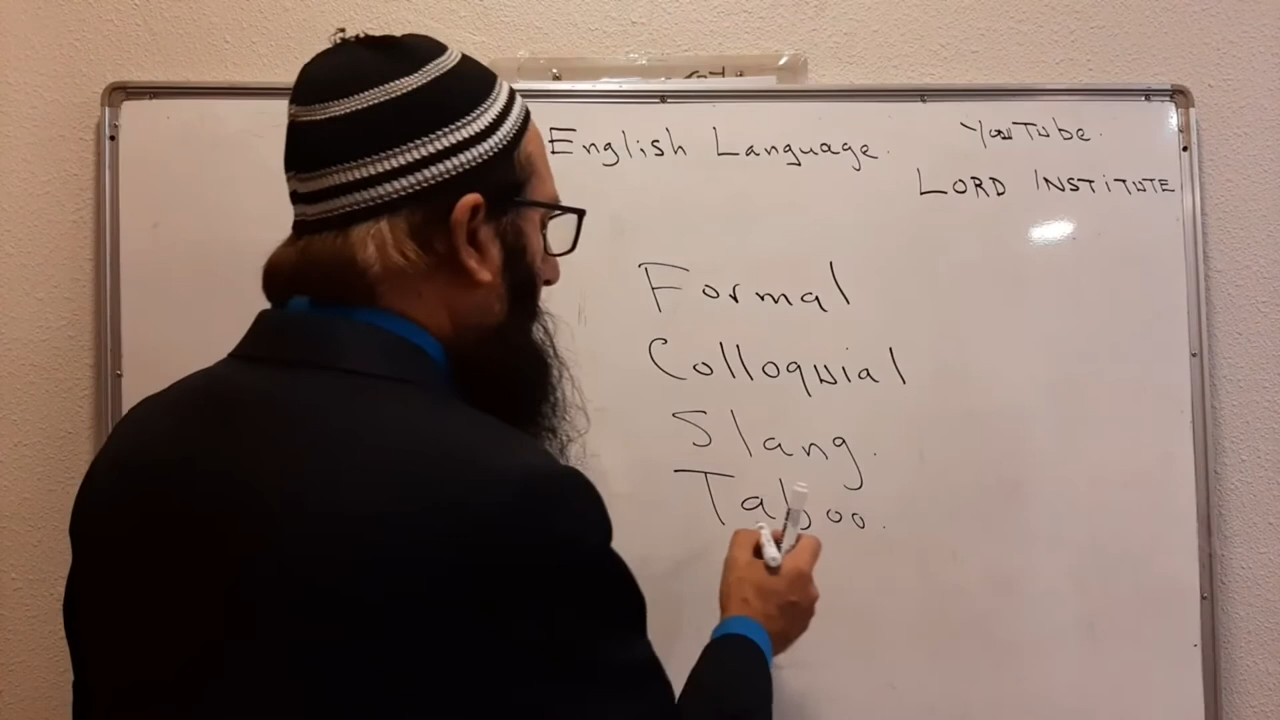 English Language.
YouTube.
LORD INSTITUTE
Formal
Colloquial
Slang.
Taboo.